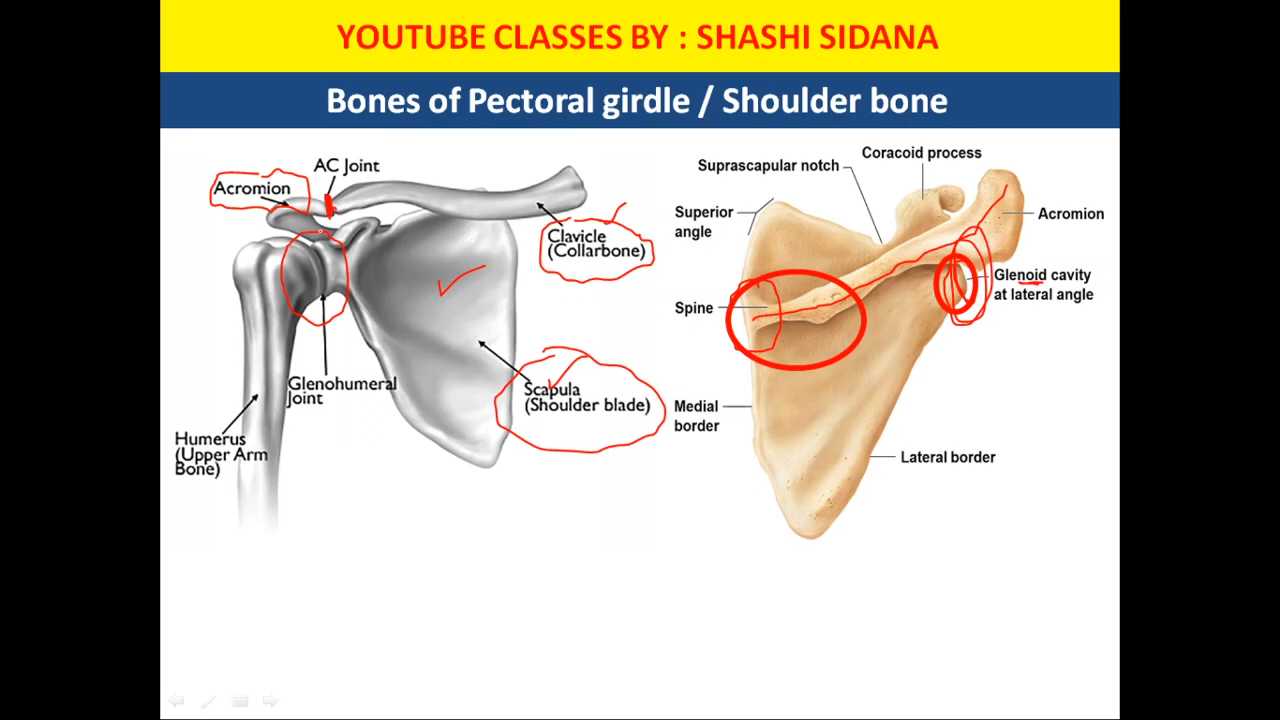 YOUTUBE CLASSES BY : SHASHI SIDANA
Bones of Pectoral girdle / Shoulder bone
AC Joint
Acromion
Clavicle
(Collarbone)
Glenohumeral
Joint
Scapula
(Shoulder blade)
Humerus
(Upper Arm
Bone)
Coracoid process
Suprascapular notch
Superior
angle
Acromion
Glenoid cavity
at lateral angle
Spine
Medial
border
Lateral border